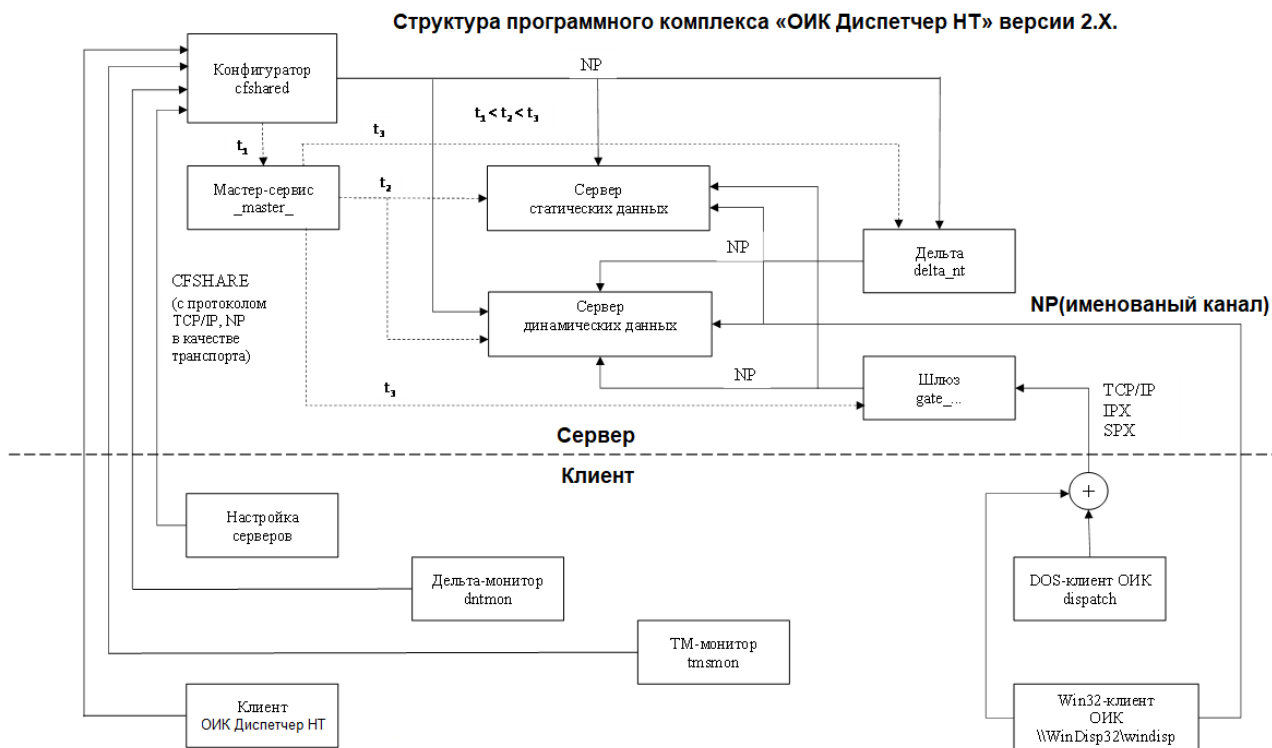 Структура программного комплекса «ОИК Диспетчер НТ» версии 2.X.
Конфигуратор
cfshared
NP
t₁ < t₂ < t₃
t₁
t₃
Мастер-сервис
_master_
t₂
Сервер
статических данных
Дельта
delta_nt
NP
CFSHARE
(с протоколом
TCP/IP, NP
в качестве
транспорта)
Сервер
динамических данных
NP(именованый канал)
t₃
NP
Шлюз
gate_...
TCP/IP
IPX
SPX
Сервер
Клиент
+
Настройка
серверов
Дельта-монитор
dntmon
DOS-клиент ОИК
dispatch
ТМ-монитор
tmsmon
Клиент
ОИК Диспетчер НТ
Win32-клиент
ОИК
\\WinDisp32\windisp